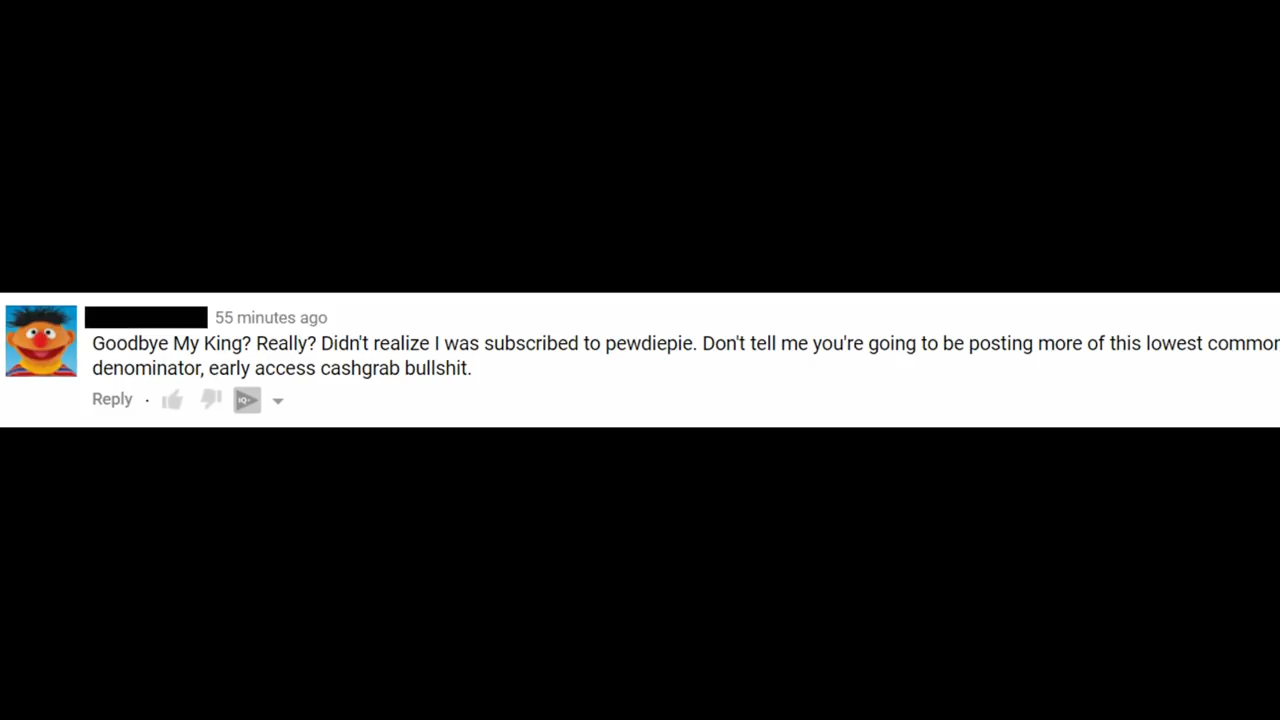 55 minutes ago
Goodbye My King? Really? Didn't realize I was subscribed to pewdiepie. Don't tell me you're going to be posting more of this lowest common
denominator, early access cashgrab bullshit.
Reply · IQ+